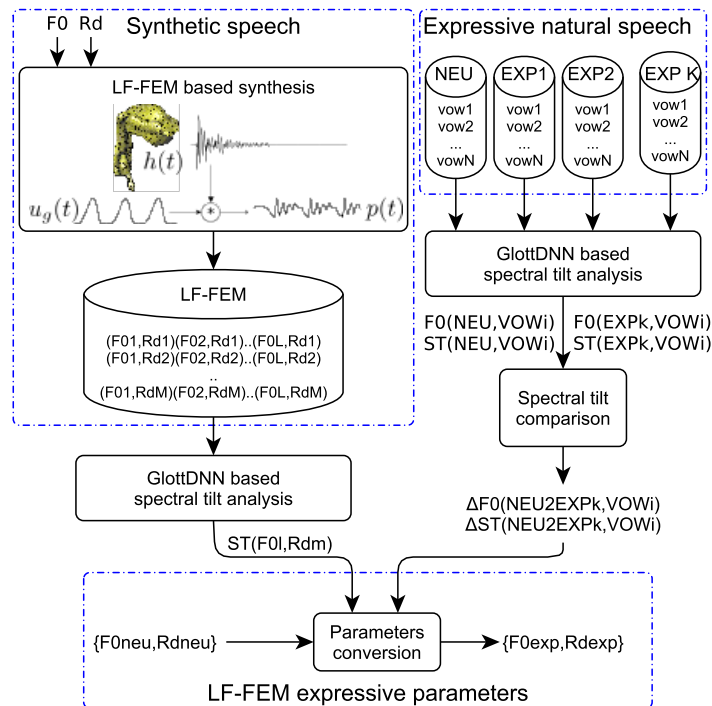 F0 Rd
Synthetic speech
LF-FEM based synthesis
h(t)
u_g(t)
*
p(t)
LF-FEM
(F01,Rd1)(F02,Rd1)..(F0L,Rd1)
(F01,Rd2)(F02,Rd2)..(F0L,Rd2)
..
(F01,RdM)(F02,RdM)..(F0L,RdM)
GlottDNN based
spectral tilt analysis
ST(F0l,Rdm)
Expressive natural speech
NEU
vow1
vow2
...
vowN
EXP1
vow1
vow2
...
vowN
EXP2
vow1
vow2
...
vowN
EXP K
vow1
vow2
...
vowN
GlottDNN based
spectral tilt analysis
F0(NEU,VOWi)
ST(NEU,VOWi)
F0(EXPk,VOWi)
ST(EXPk,VOWi)
Spectral tilt
comparison
ΔF0(NEU2EXPk,VOWi)
ΔST(NEU2EXPk,VOWi)
{F0neu,Rdneu}
Parameters
conversion
{F0exp,Rdexp}
LF-FEM expressive parameters